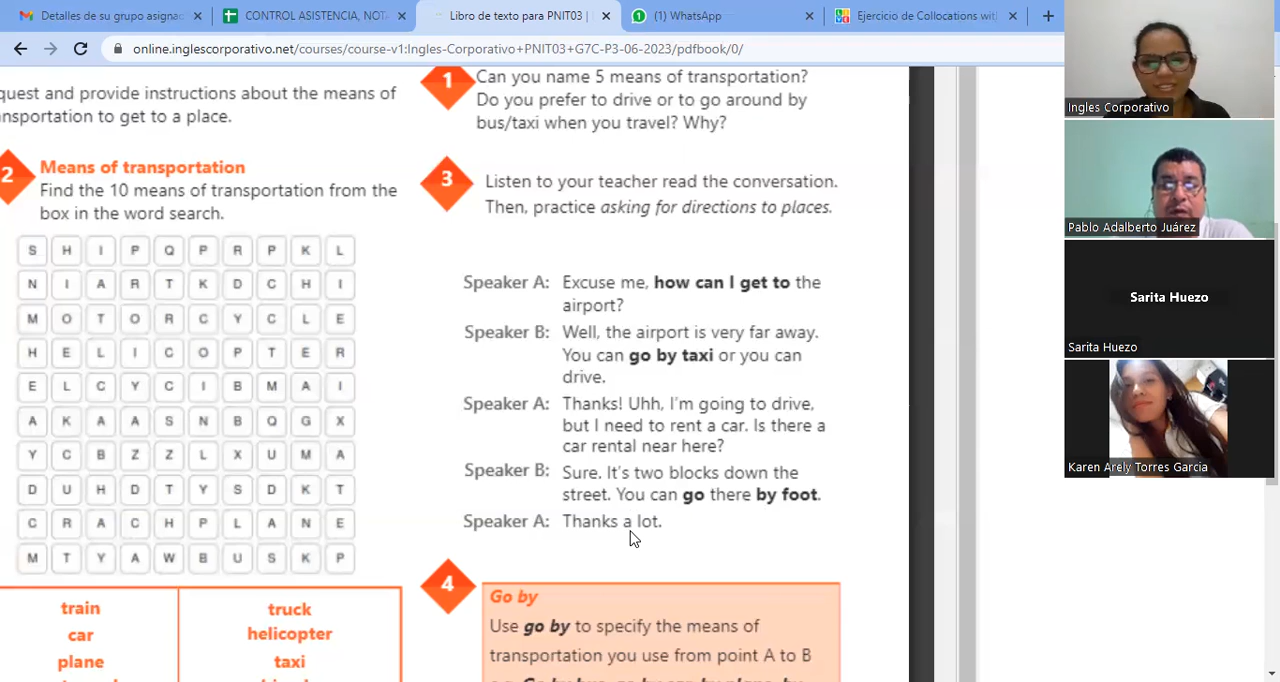 Detalles de su grupo asignac
CONTROL ASISTENCIA, NOTA
Libro de texto para PNIT03 |
(1) WhatsApp
Ejercicio de Collocations wit
online.inglescorporativo.net/courses/course-v1:Ingles-Corporativo+PNIT03+G7C-P3-06-2023/pdfbook/0/
quest and provide instructions about the means of
nsportation to get to a place.
2 Means of transportation
Find the 10 means of transportation from the
box in the word search.
S H I P Q P R P K L
N I A R T K D C H I
M O T O R C Y C L E
H E L I C O P T E R
E L C Y C I B M A I
A K A A S N B Q G X
Y C B Z Z L X U M A
D U H D T Y S D K T
C R A C H P L A N E
M T Y A W B U S K P
train truck
car helicopter
plane taxi
1 Can you name 5 means of transportation?
Do you prefer to drive or to go around by
bus/taxi when you travel? Why?
3 Listen to your teacher read the conversation.
Then, practice asking for directions to places.
Speaker A: Excuse me, how can I get to the
airport?
Speaker B: Well, the airport is very far away.
You can go by taxi or you can
drive.
Speaker A: Thanks! Uhh, I'm going to drive,
but I need to rent a car. Is there a
car rental near here?
Speaker B: Sure. It's two blocks down the
street. You can go there by foot.
Speaker A: Thanks a lot.
4 Go by
Use go by to specify the means of
transportation you use from point A to B
Ingles Corporativo
Pablo Adalberto Juárez
Sarita Huezo
Sarita Huezo
Karen Arely Torres Garcia